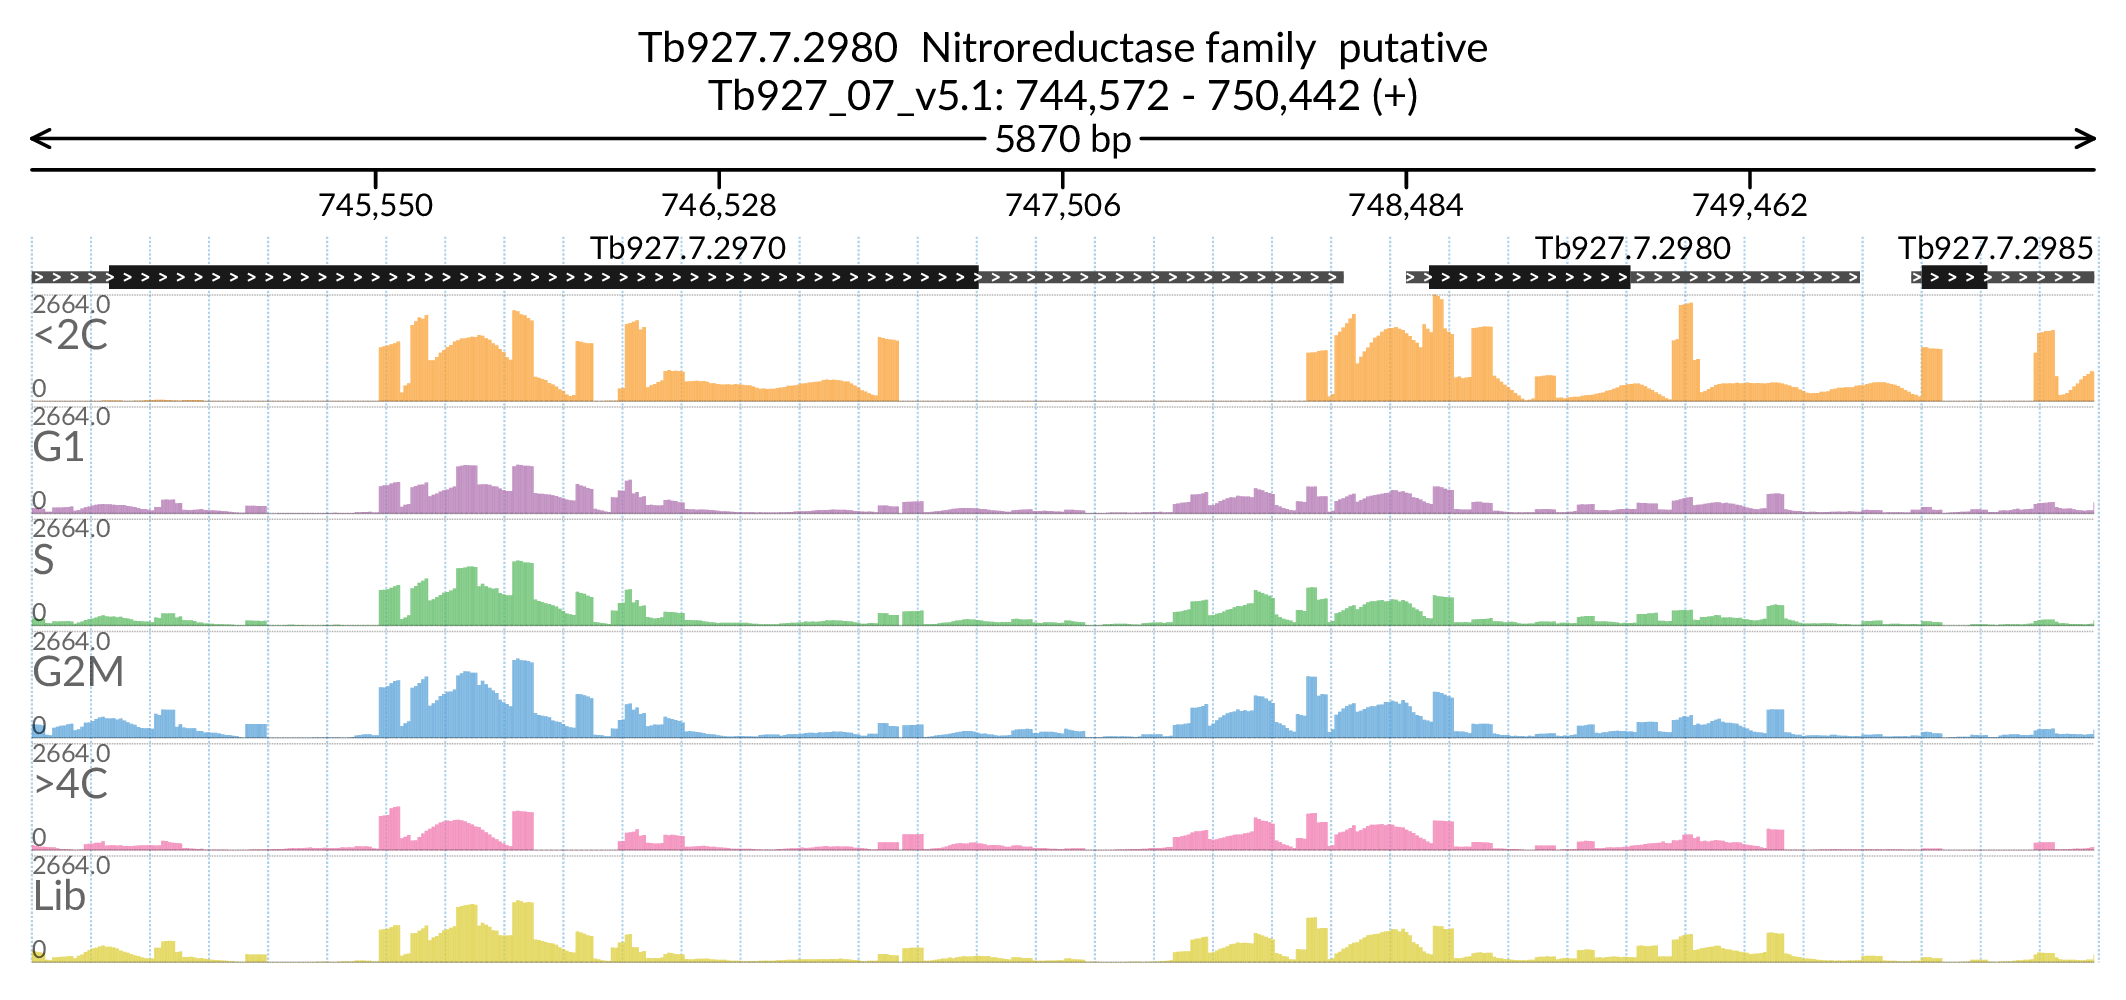 Tb927.7.2980  Nitroreductase family  putative
Tb927_07_v5.1: 744,572 - 750,442 (+)
5870 bp
745,550 746,528 747,506 748,484 749,462
Tb927.7.2970 Tb927.7.2980 Tb927.7.2985
2664.0
<2C
0
2664.0
G1
0
2664.0
S
0
2664.0
G2M
0
2664.0
>4C
0
2664.0
Lib
0